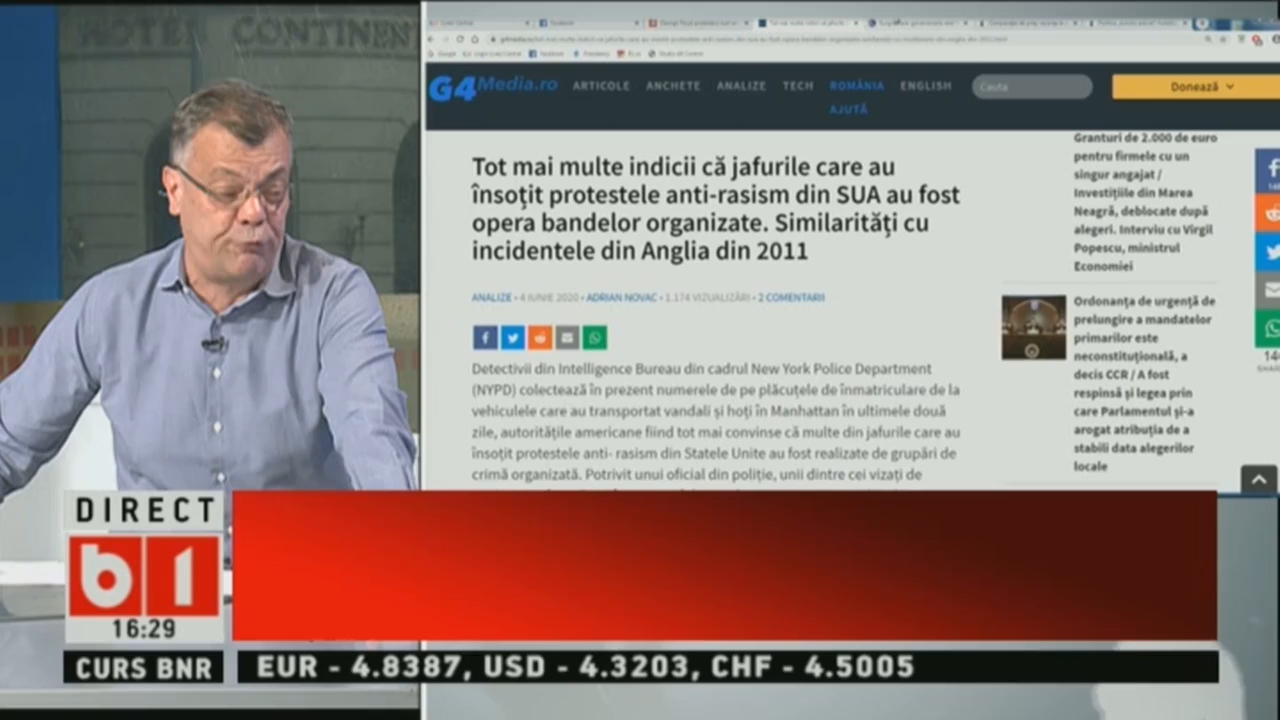 HOTEL CONTINEN
G4Media.ro
ARTICOLE
ANCHETE
ANALIZE
TECH
ROMÂNIA AJUTĂ
ENGLISH
Donează
Tot mai multe indicii că jafurile care au
însoțit protestele anti-rasism din SUA au fost
opera bandelor organizate. Similarități cu
incidentele din Anglia din 2011
ANALIZE • 4 IUNIE 2020 • ADRIAN NOVAC • 1.174 VIZUALIZĂRI • 2 COMENTARII
Detectivii din Intelligence Bureau din cadrul New York Police Department
(NYPD) colectează în prezent numerele de pe plăcuțele de înmatriculare de la
vehiculele care au transportat vandali și hoți în Manhattan în ultimele două
zile, autoritățile americane fiind tot mai convinse că multe din jafurile care au
însoțit protestele anti- rasism din Statele Unite au fost realizate de grupări de
crimă organizată. Potrivit unui oficial din poliție, unii dintre cei vizați de
Granturi de 2.000 de euro
pentru firmele cu un
singur angajat /
Investițiile din Marea
Neagră, deblocate după
alegeri. Interviu cu Virgil
Popescu, ministrul
Economiei
Ordonanța de urgență de
prelungire a mandatelor
primarilor este
neconstituțională, a
decis CCR / A fost
respinsă și legea prin
care Parlamentul și-a
arogat atribuția de a
stabili data alegerilor
locale
DIRECT
b1
16:29
CURS BNR
EUR - 4.8387, USD - 4.3203, CHF - 4.5005